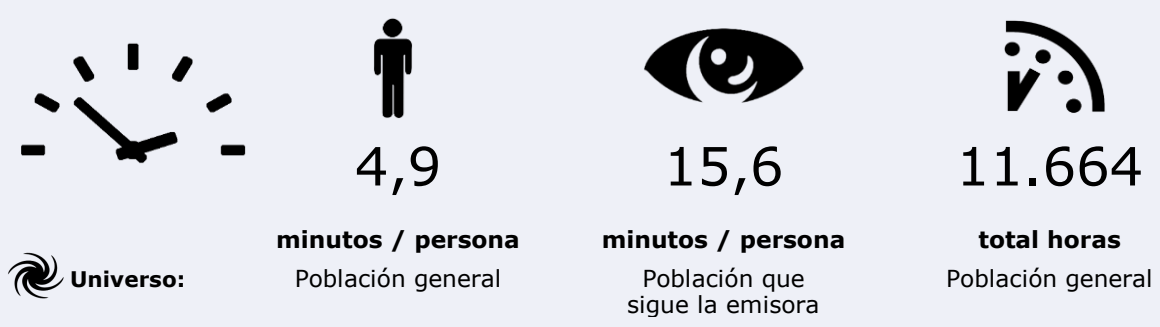 4,9
15,6
11.664
minutos / persona
minutos / persona
total horas
Universo:
Población general
Población que
sigue la emisora
Población general